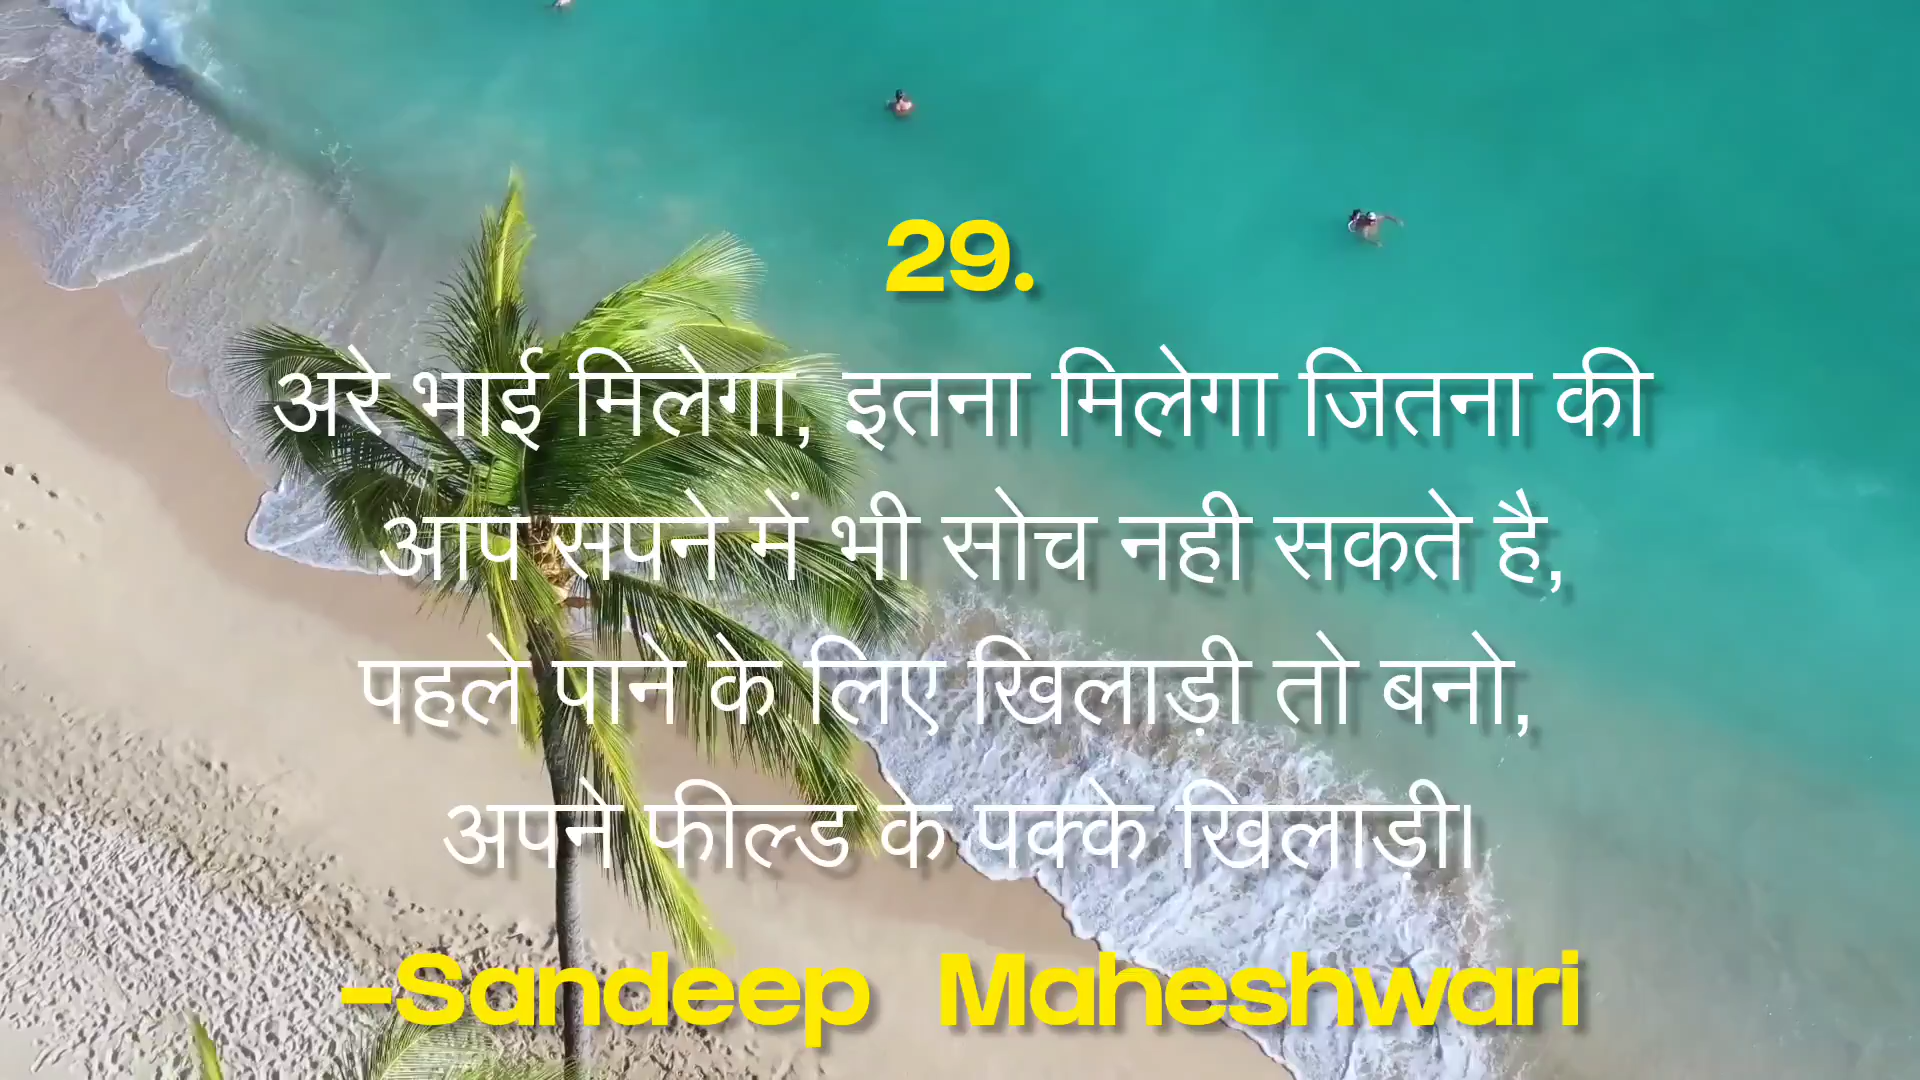 29.
अरे भाई मिलेगा, इतना मिलेगा जितना की
आप सपने में भी सोच नही सकते है,
पहले पाने के लिए खिलाड़ी तो बनो,
अपने फील्ड के पक्के खिलाड़ी।
-Sandeep Maheshwari